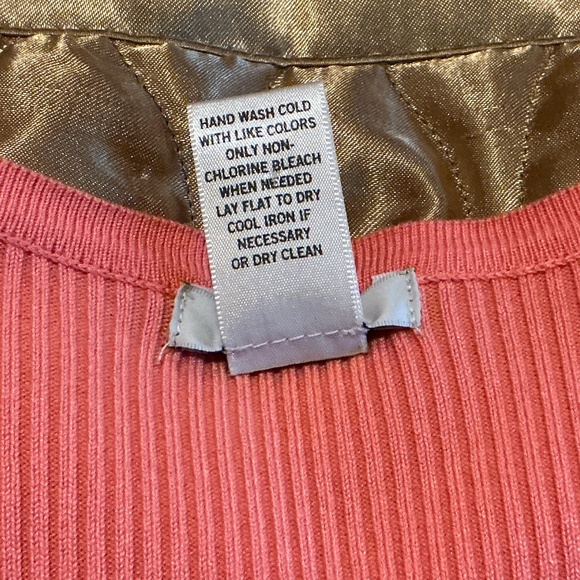 HAND WASH COLD
WITH LIKE COLORS
ONLY NON-
CHLORINE BLEACH
WHEN NEEDED
LAY FLAT TO DRY
COOL IRON IF
NECESSARY
OR DRY CLEAN